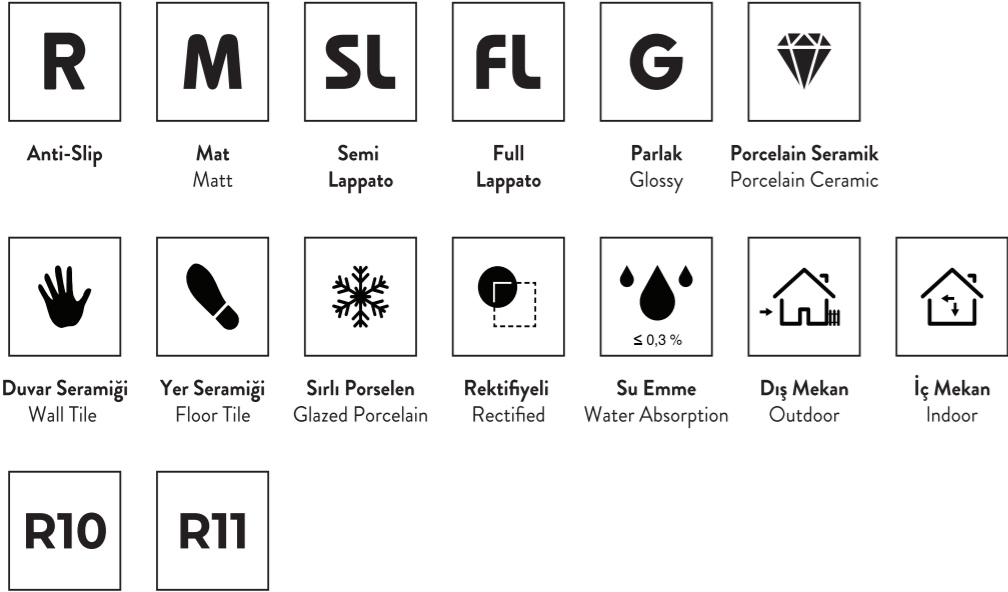 R
M
SL
FL
G
Anti-Slip
Mat
Matt
Semi
Lappato
Full
Lappato
Parlak
Glossy
Porcelain Seramik
Porcelain Ceramic
≤ 0,3 %
Duvar Seramiği
Wall Tile
Yer Seramiği
Floor Tile
Sırlı Porselen
Glazed Porcelain
Rektifiyeli
Rectified
Su Emme
Water Absorption
Dış Mekan
Outdoor
İç Mekan
Indoor
R10
R11